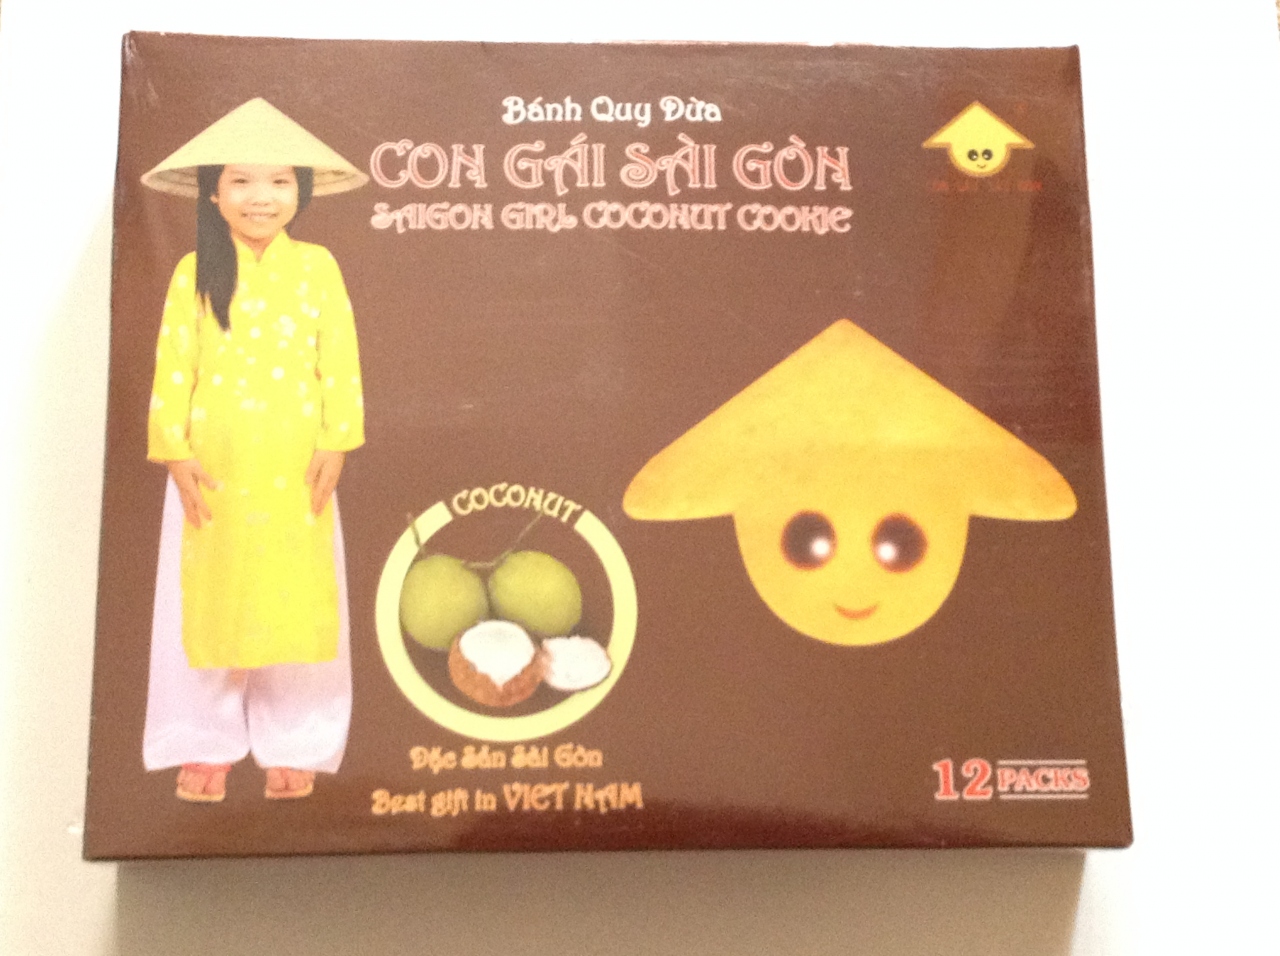 Bánh Quy Dừa
CON GÁI SÀI GÒN
SAIGON GIRL COCONUT COOKIE
COCONUT
Đặc Sản Sài Gòn
Best gift in VIET NAM
12 PACKS